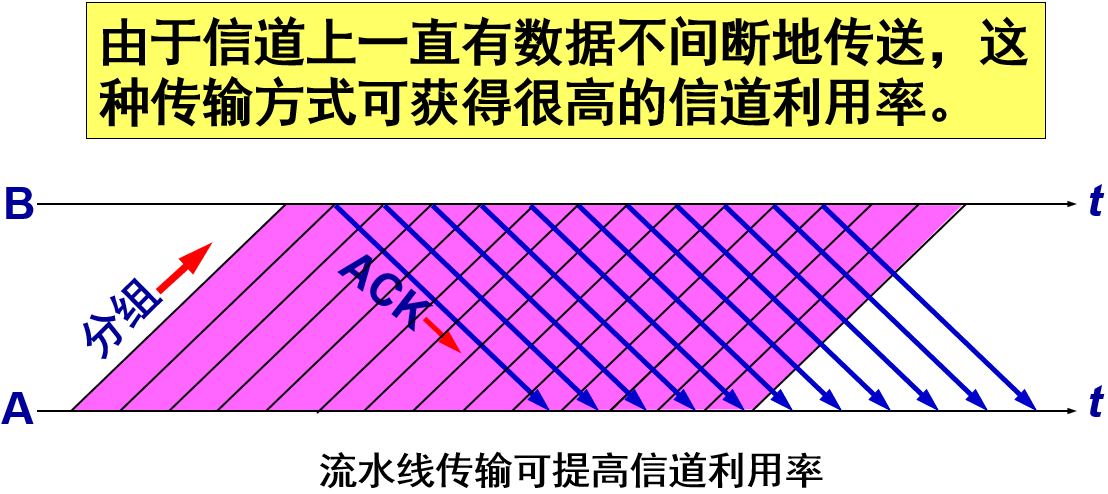 由于信道上一直有数据不间断地传送，这
种传输方式可获得很高的信道利用率。
B
t
分组
ACK
A
t
流水线传输可提高信道利用率